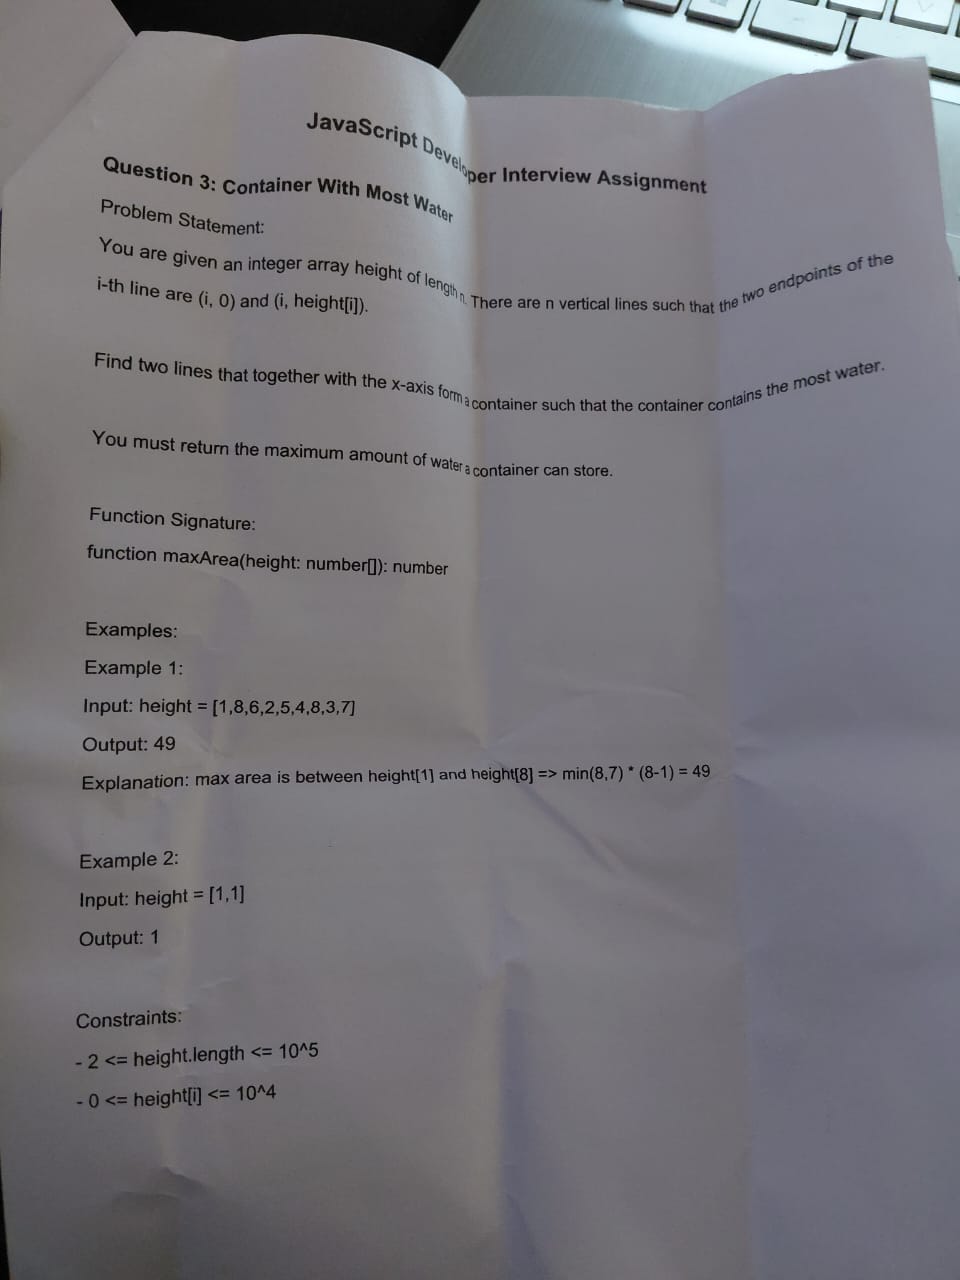 JavaScript Developer Interview Assignment
Question 3: Container With Most Water
Problem Statement:
You are given an integer array height of length n. There are n vertical lines such that the two endpoints of the
i-th line are (i, 0) and (i, height[i]).
Find two lines that together with the x-axis form a container such that the container contains the most water.
You must return the maximum amount of water a container can store.
Function Signature:
function maxArea(height: number[]): number
Examples:
Example 1:
Input: height = [1,8,6,2,5,4,8,3,7]
Output: 49
Explanation: max area is between height[1] and height[8] => min(8,7) * (8-1) = 49
Example 2:
Input: height = [1,1]
Output: 1
Constraints:
- 2 <= height.length <= 10^5
- 0 <= height[i] <= 10^4